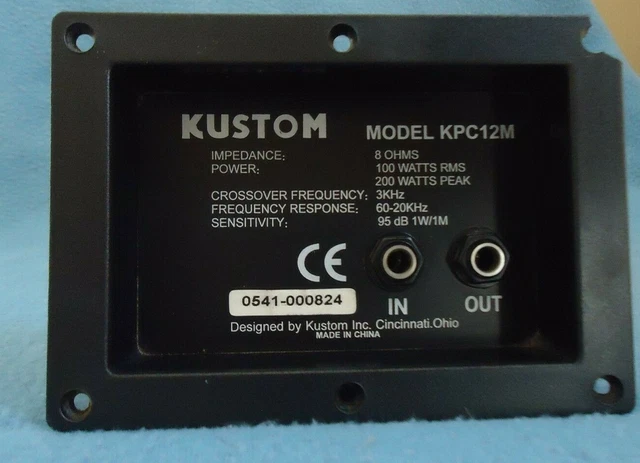 KUSTOM MODEL KPC12M
IMPEDANCE: 8 OHMS
POWER: 100 WATTS RMS
200 WATTS PEAK
CROSSOVER FREQUENCY: 3KHz
FREQUENCY RESPONSE: 60-20KHz
SENSITIVITY: 95 dB 1W/1M
CE
0541-000824
IN OUT
Designed by Kustom Inc. Cincinnati.Ohio
MADE IN CHINA